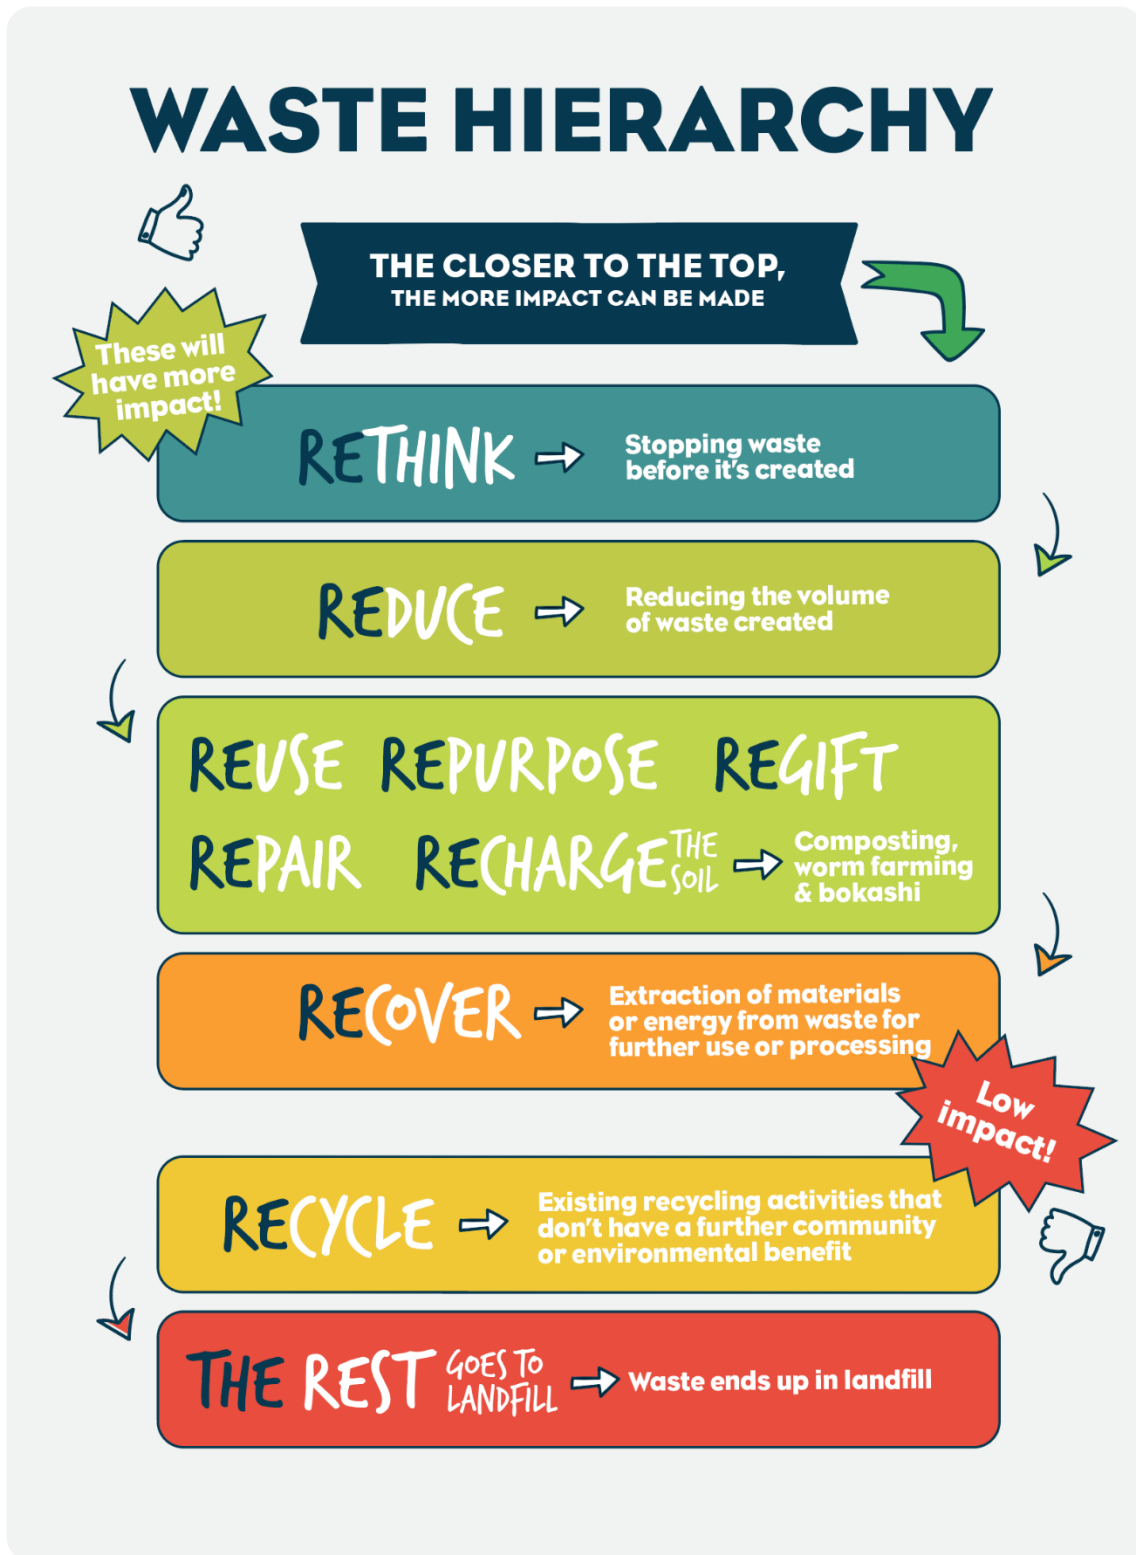 WASTE HIERARCHY
THE CLOSER TO THE TOP,
THE MORE IMPACT CAN BE MADE
These will
have more
impact!
RETHINK
Stopping waste
before it's created
REDUCE
Reducing the volume
of waste created
REUSE REPURPOSE REGIFT
REPAIR RECHARGE THE SOIL
Composting,
worm farming
& bokashi
RECOVER
Extraction of materials
or energy from waste for
further use or processing
Low
impact!
RECYCLE
Existing recycling activities that
don't have a further community
or environmental benefit
THE REST GOES TO LANDFILL
Waste ends up in landfill